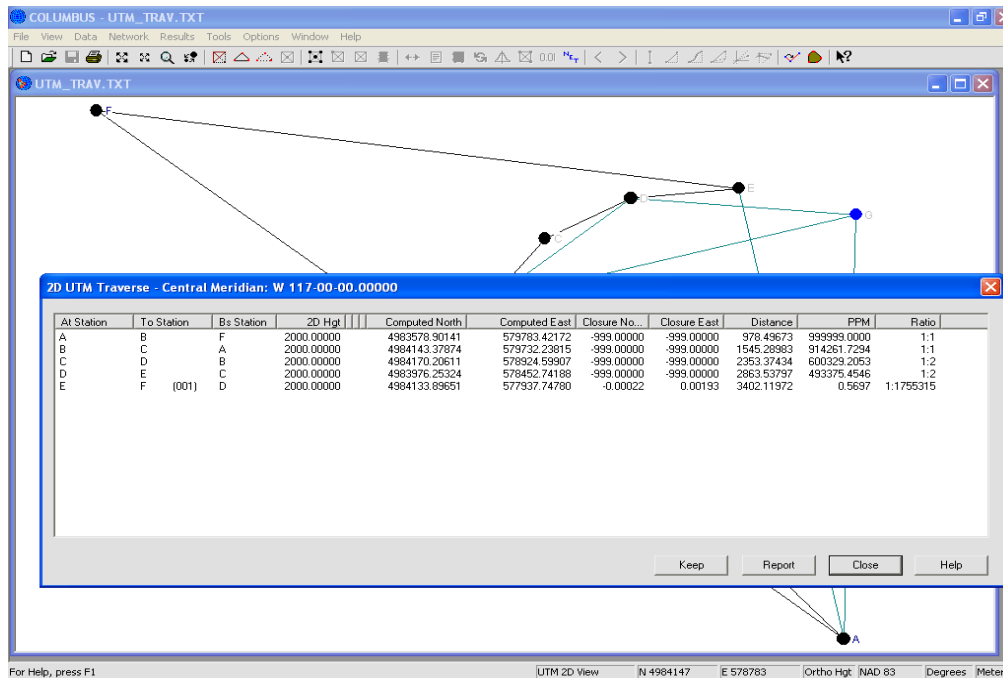 COLUMBUS - UTM_TRAV.TXT
File View Data Network Results Tools Options Window Help
0.01 N E T
UTM_TRAV.TXT
F
E
D
G
C
2D UTM Traverse - Central Meridian: W 117-00-00.00000
At Station To Station Bs Station 2D Hgt Computed North Computed East Closure No... Closure East Distance PPM Ratio
A B F 2000.00000 4983578.90141 579783.42172 -999.00000 -999.00000 978.49673 999999.0000 1:1
B C A 2000.00000 4984143.37874 579732.23815 -999.00000 -999.00000 1545.28983 914261.7294 1:1
C D B 2000.00000 4984170.20611 578924.59907 -999.00000 -999.00000 2353.37434 600329.2053 1:2
D E C 2000.00000 4983976.25324 578452.74188 -999.00000 -999.00000 2863.53797 493375.4546 1:2
E F (001) D 2000.00000 4984133.89651 577937.74780 -0.00022 0.00193 3402.11972 0.5697 1:1755315
Keep Report Close Help
A
For Help, press F1 UTM 2D View N 4984147 E 578783 Ortho Hgt NAD 83 Degrees Meter